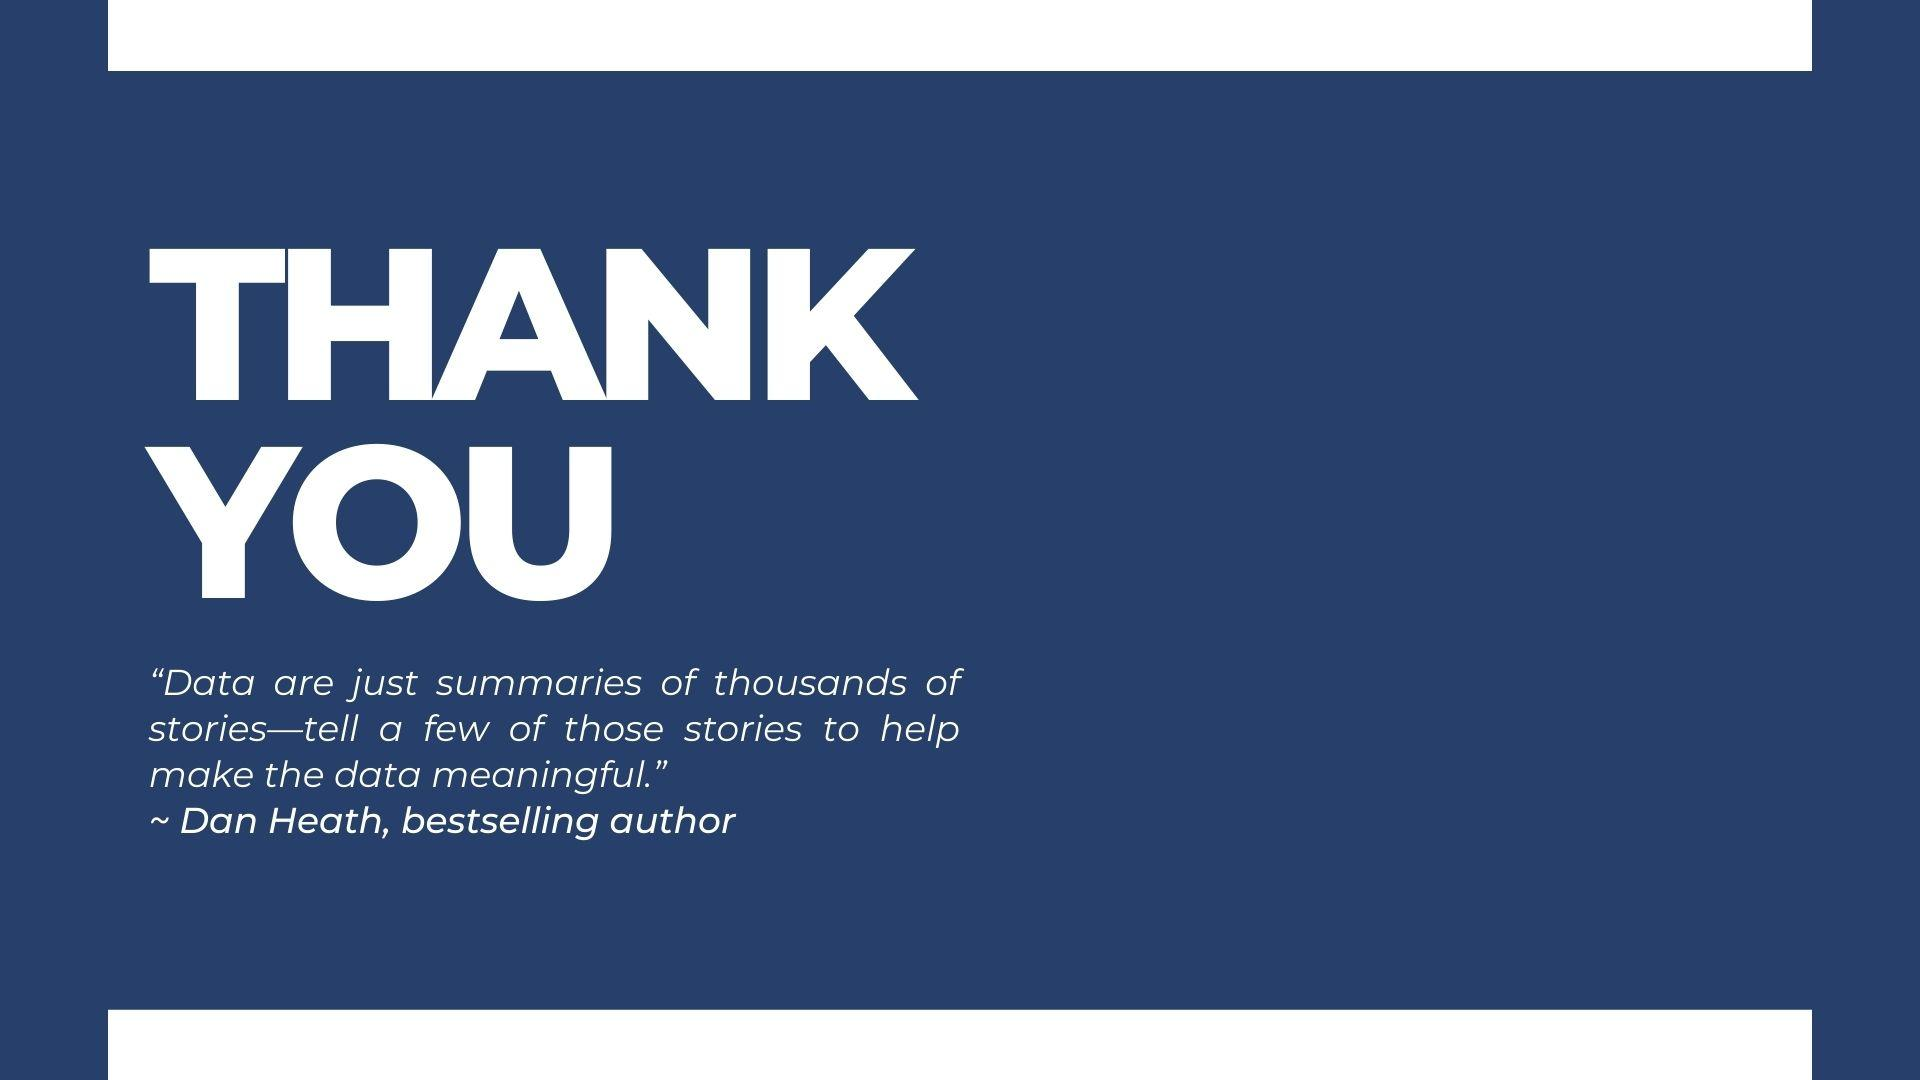 THANK
YOU
“Data are just summaries of thousands of
stories—tell a few of those stories to help
make the data meaningful.”
~ Dan Heath, bestselling author